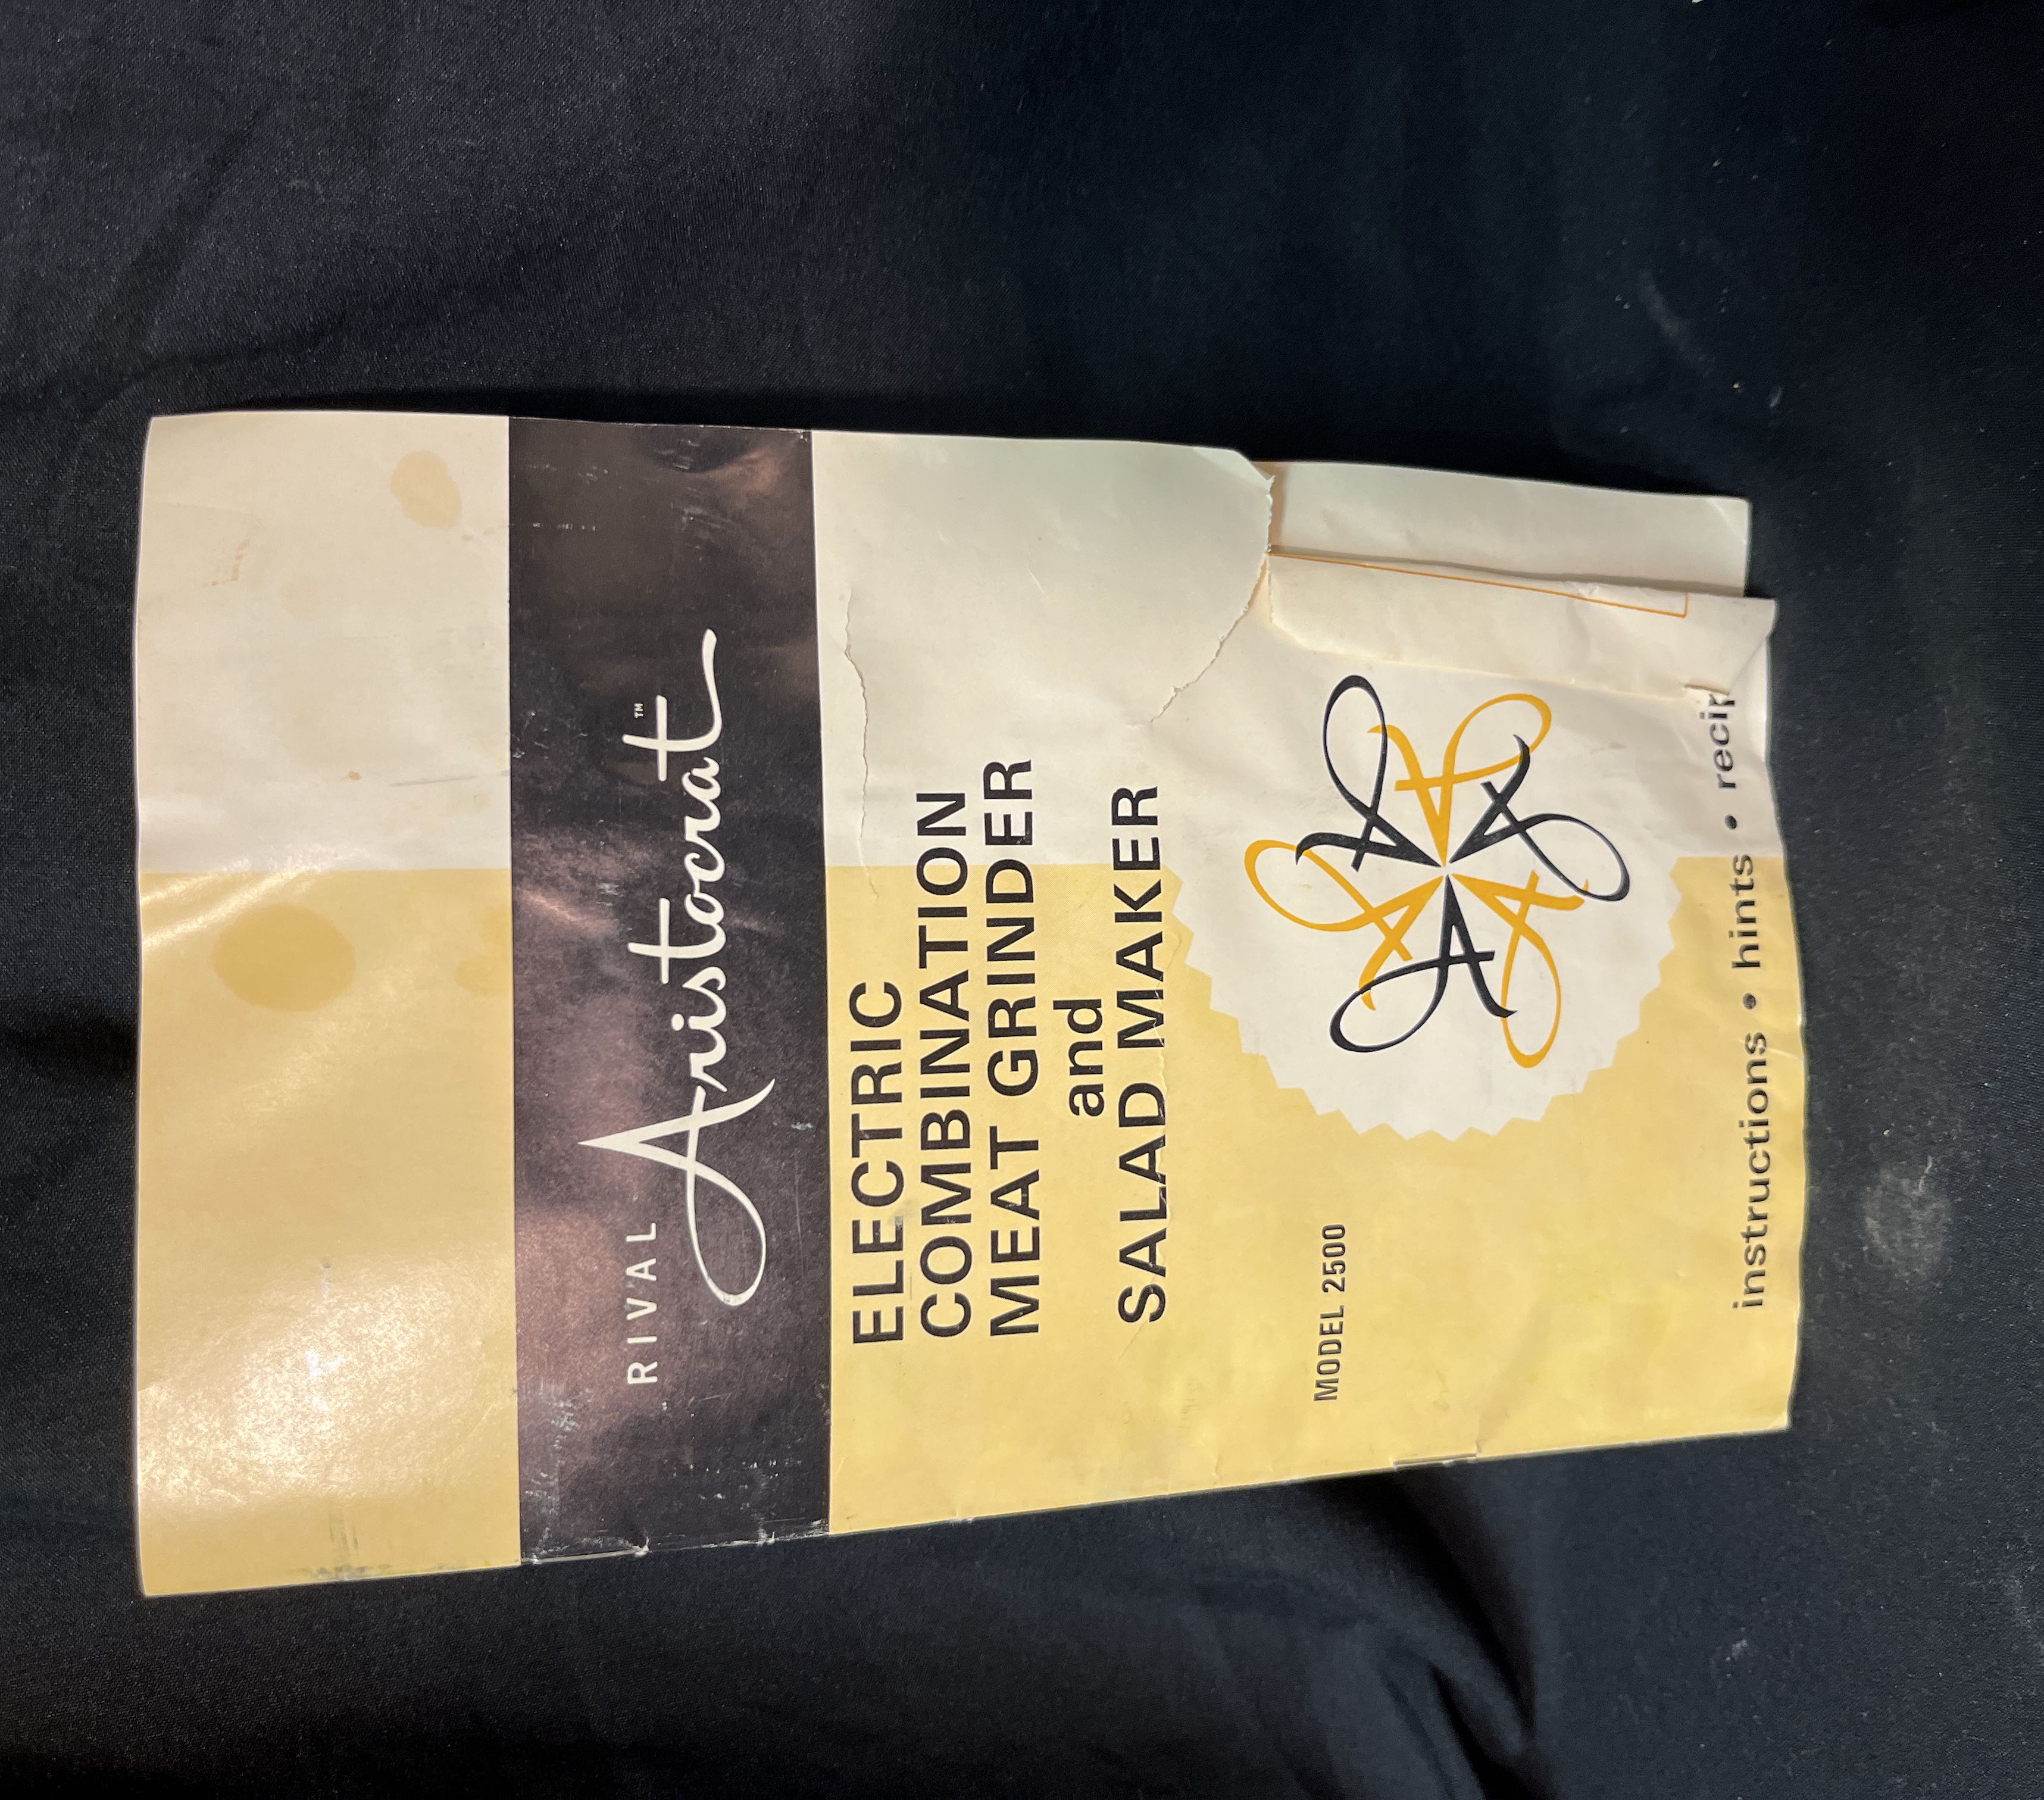 RIVAL
Aristocrat™
ELECTRIC
COMBINATION
MEAT GRINDER
and
SALAD MAKER
MODEL 2500
instructions • hints •